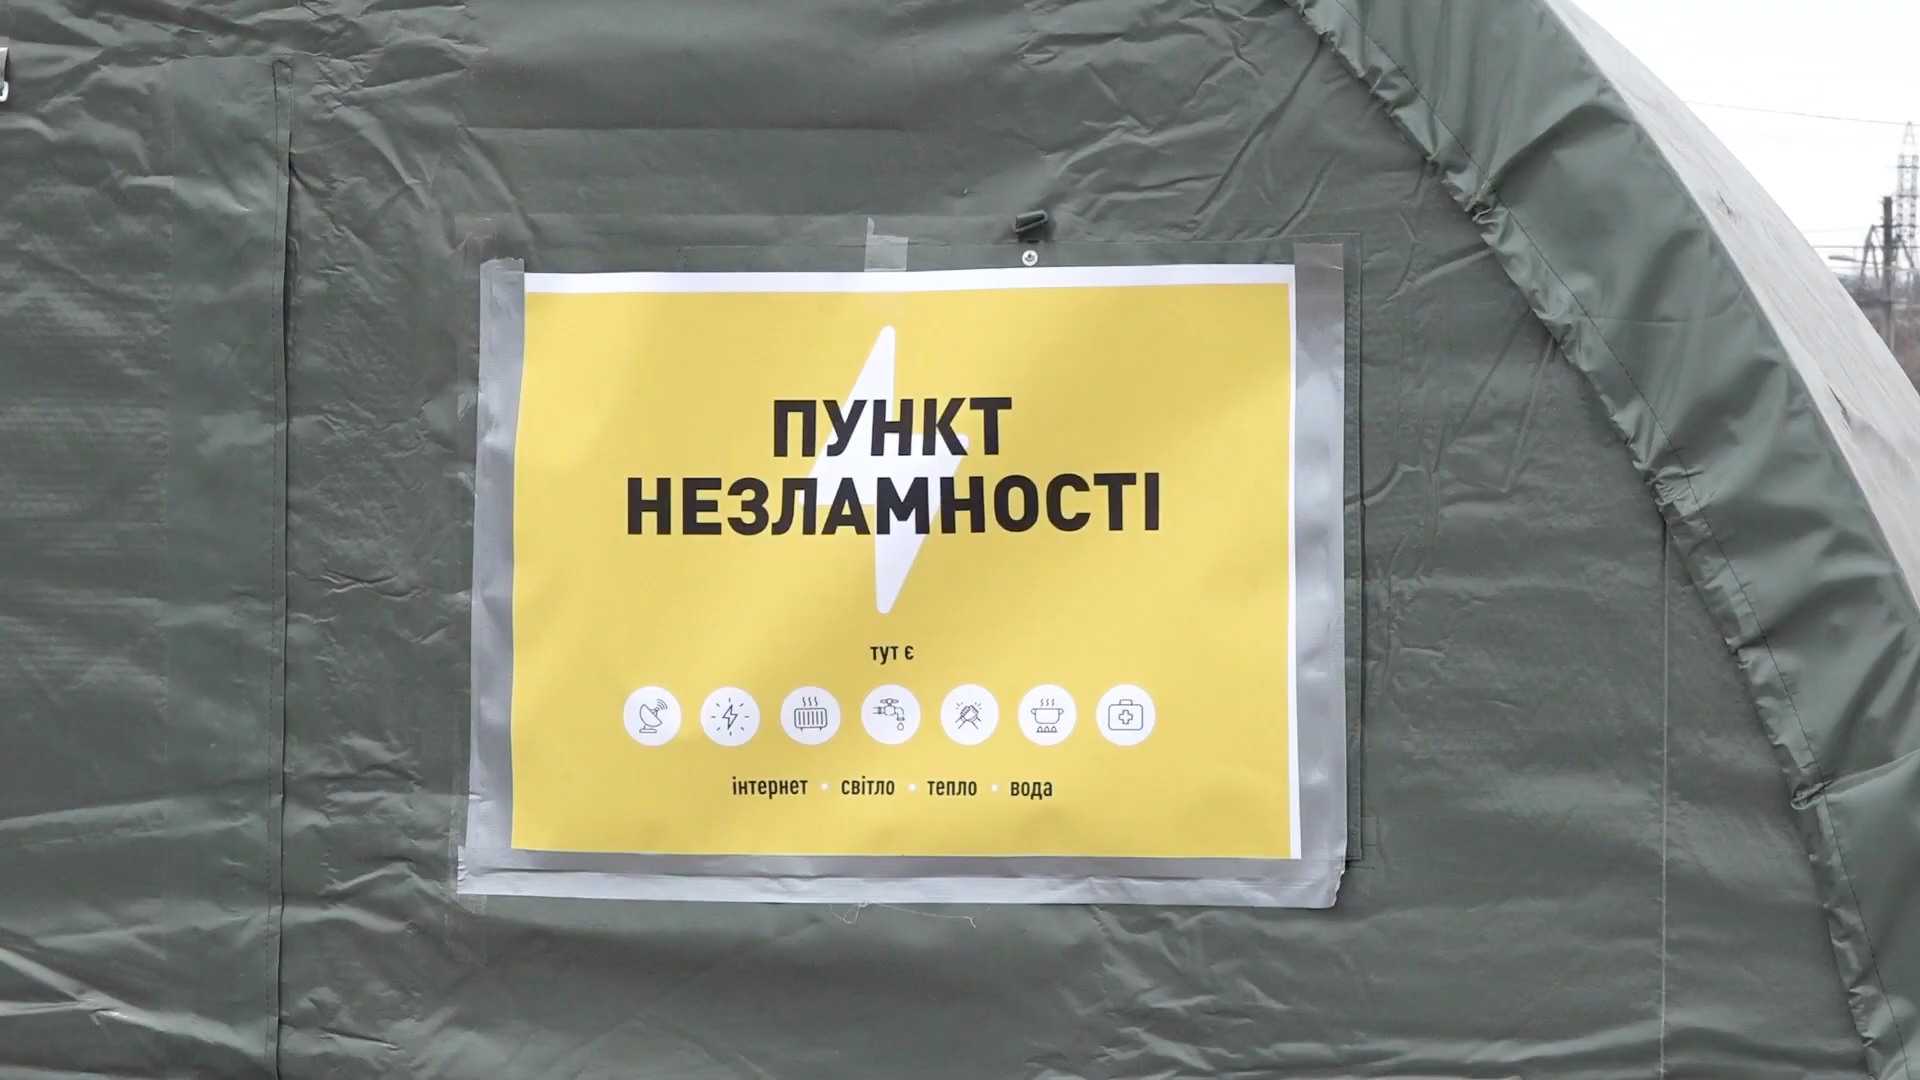 ПУНКТ
НЕЗЛАМНОСТІ
тут є
інтернет • світло • тепло • вода